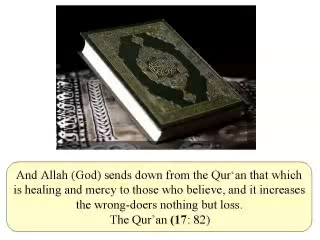 And Allah (God) sends down from the Qur‘an that which
is healing and mercy to those who believe, and it increases
the wrong-doers nothing but loss.
The Qur’an (17: 82)